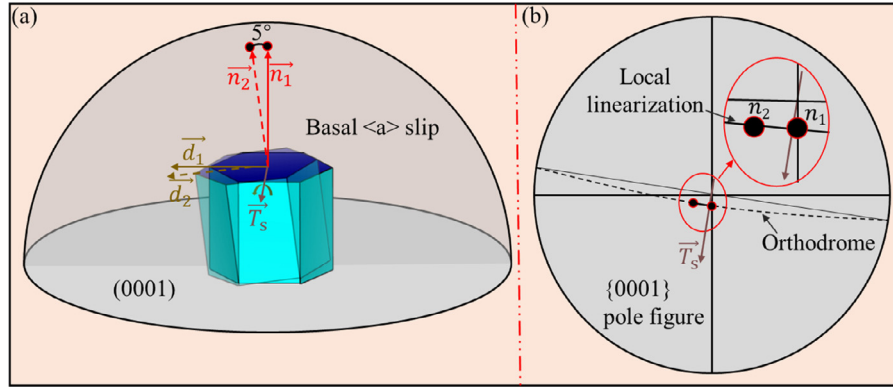 (a)
5°
n₂
n₁
Basal <a> slip
d₁
d₂
Tₛ
(0001)
(b)
Local
linearization
n₂
n₁
Orthodrome
Tₛ
{0001}
pole figure